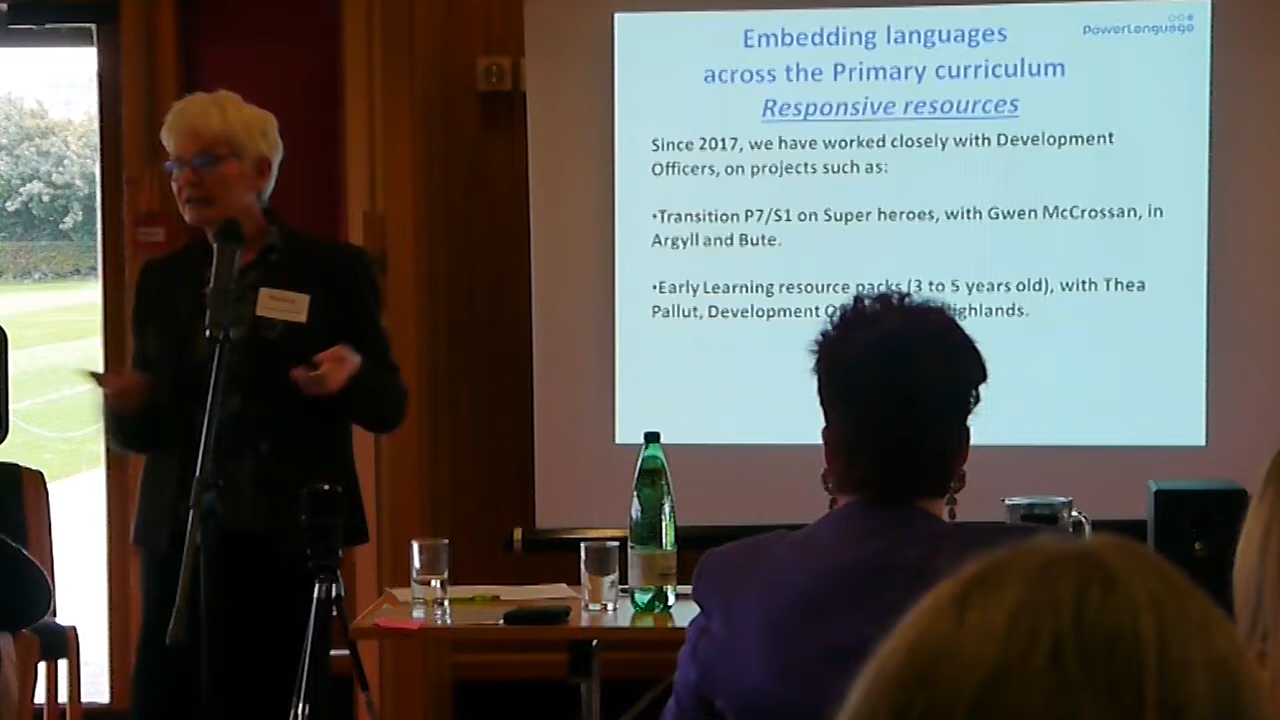 Embedding languages
PowerLanguage
across the Primary curriculum
Responsive resources
Since 2017, we have worked closely with Development
Officers, on projects such as:
•Transition P7/S1 on Super heroes, with Gwen McCrossan, in
Argyll and Bute.
•Early Learning resource packs (3 to 5 years old), with Thea
Pallut, Development